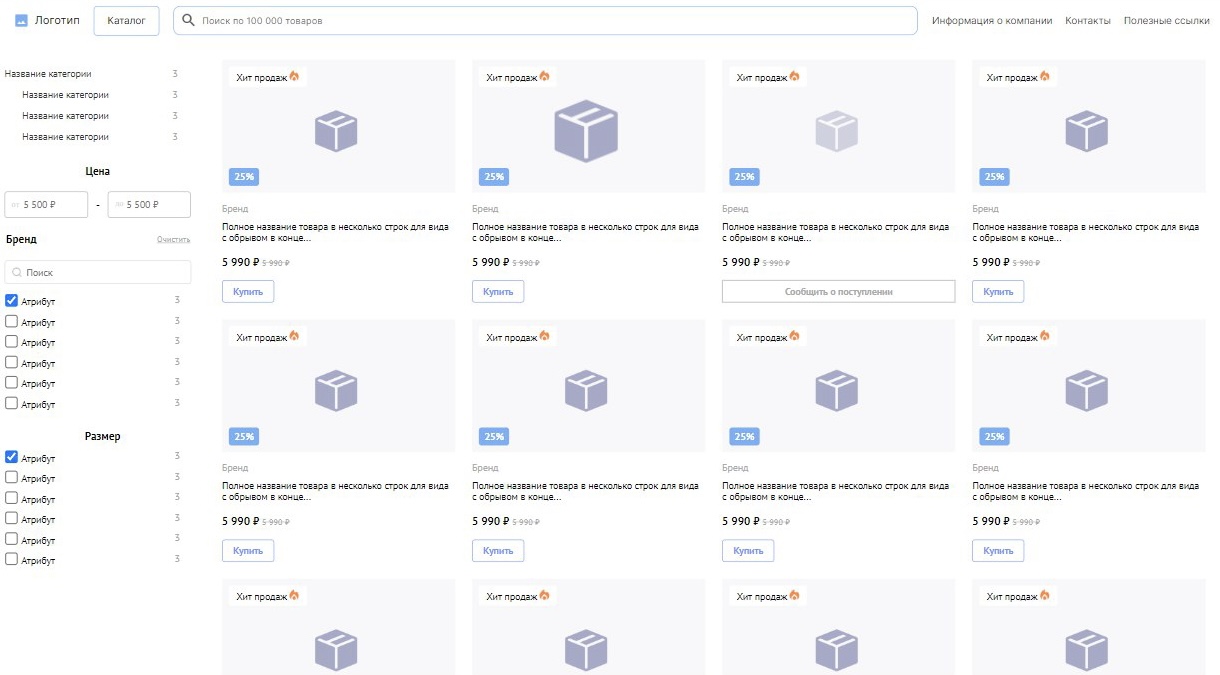 Логотип
Каталог
Поиск по 100 000 товаров
Информация о компании
Контакты
Полезные ссылки
Название категории 3
Название категории 3
Название категории 3
Название категории 3
Цена
от 5 500 ₽ - до 5 500 ₽
Бренд Очистить
Поиск
Атрибут 3
Атрибут 3
Атрибут 3
Атрибут 3
Атрибут 3
Атрибут 3
Размер
Атрибут 3
Атрибут 3
Атрибут 3
Атрибут 3
Атрибут 3
Атрибут 3
Хит продаж
25%
Бренд
Полное название товара в несколько строк для вида
с обрывом в конце...
5 990 ₽ 5 990 ₽
Купить
Хит продаж
25%
Бренд
Полное название товара в несколько строк для вида
с обрывом в конце...
5 990 ₽ 5 990 ₽
Купить
Хит продаж
25%
Бренд
Полное название товара в несколько строк для вида
с обрывом в конце...
5 990 ₽ 5 990 ₽
Сообщить о поступлении
Хит продаж
25%
Бренд
Полное название товара в несколько строк для вида
с обрывом в конце...
5 990 ₽ 5 990 ₽
Купить
Хит продаж
25%
Бренд
Полное название товара в несколько строк для вида
с обрывом в конце...
5 990 ₽ 5 990 ₽
Купить
Хит продаж
25%
Бренд
Полное название товара в несколько строк для вида
с обрывом в конце...
5 990 ₽ 5 990 ₽
Купить
Хит продаж
25%
Бренд
Полное название товара в несколько строк для вида
с обрывом в конце...
5 990 ₽ 5 990 ₽
Купить
Хит продаж
25%
Бренд
Полное название товара в несколько строк для вида
с обрывом в конце...
5 990 ₽ 5 990 ₽
Купить
Хит продаж
Хит продаж
Хит продаж
Хит продаж